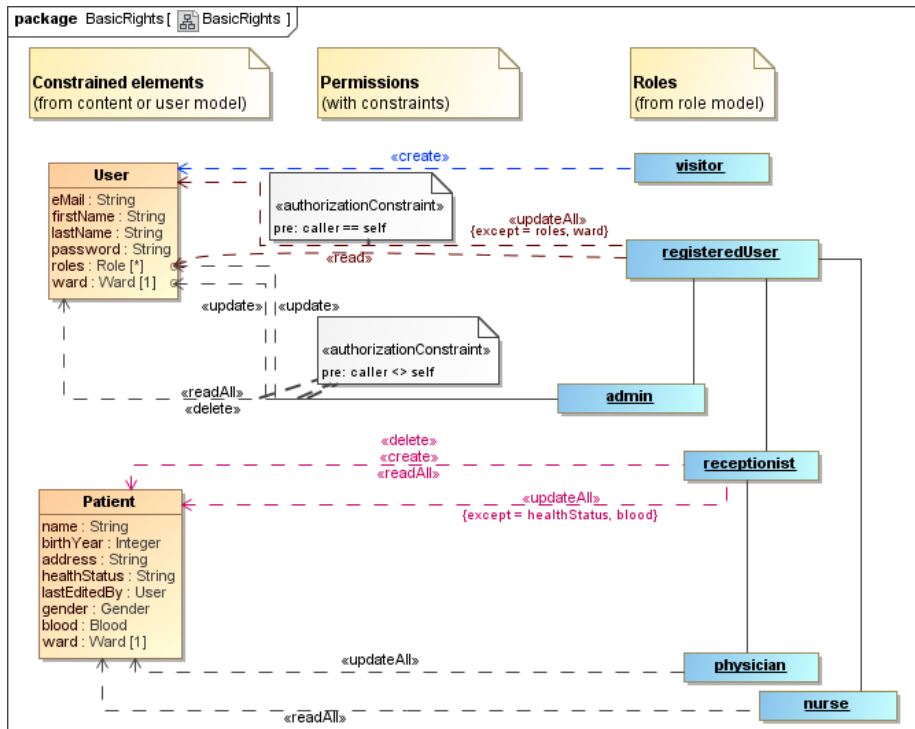 package BasicRights [ BasicRights ]
Constrained elements
(from content or user model)
Permissions
(with constraints)
Roles
(from role model)
User
eMail : String
firstName : String
lastName : String
password : String
roles : Role [*]
ward : Ward [1]
«create»
visitor
«authorizationConstraint»
pre: caller == self
«updateAll»
{except = roles, ward}
«read»
registeredUser
«update»
«update»
«authorizationConstraint»
pre: caller <> self
«readAll»
«delete»
admin
«delete»
«create»
«readAll»
receptionist
«updateAll»
{except = healthStatus, blood}
Patient
name : String
birthYear : Integer
address : String
healthStatus : String
lastEditedBy : User
gender : Gender
blood : Blood
ward : Ward [1]
«updateAll»
physician
«readAll»
nurse